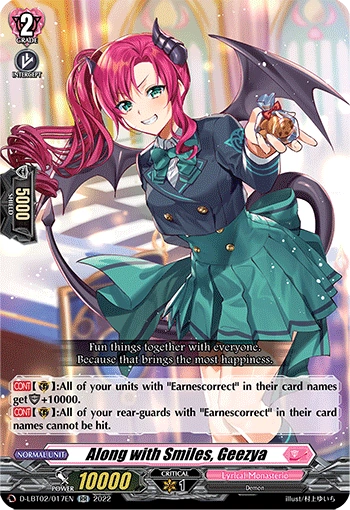 2
GRADE
INTERCEPT
5000
SHIELD
Fun things together with everyone.
Because that brings the most happiness.
CONT :All of your units with "Earnescorrect" in their card names
get +10000.
CONT :All of your rear-guards with "Earnescorrect" in their card
names cannot be hit.
NORMAL UNIT
Along with Smiles, Geezya
POWER 10000
CRITICAL
1
Lyrical Monasterio
Demon
D-LBT02/017EN RR 2022
illust/村上ゆいち